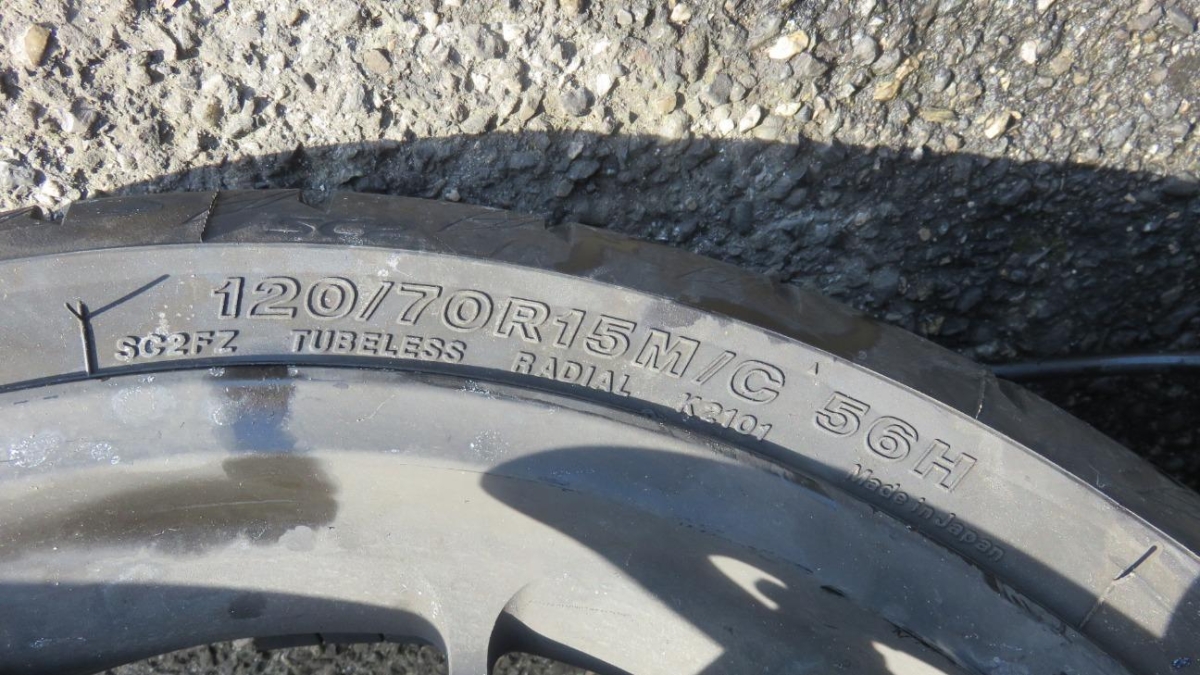 120/70R15M/C 56H
SC2FZ TUBELESS RADIAL K2101
Made in Japan